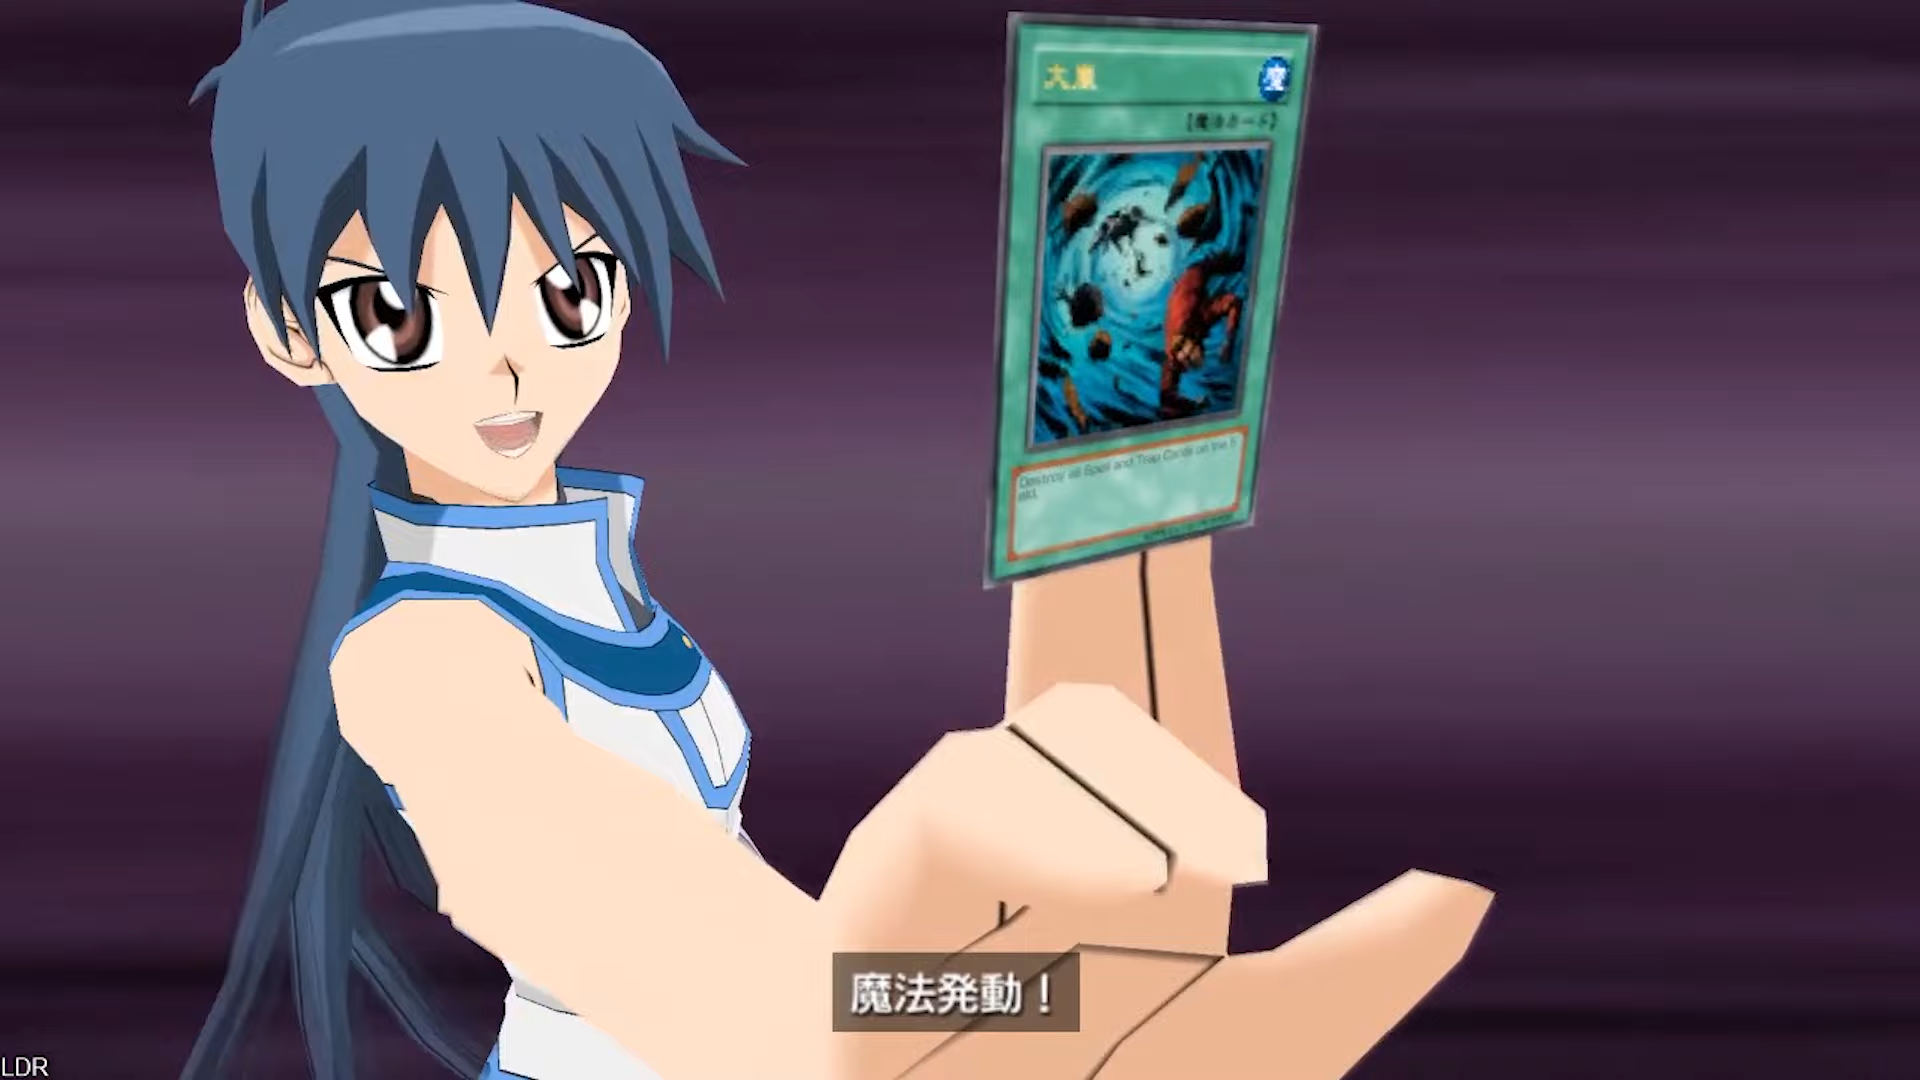 大嵐
魔
【魔法カード】
Destroy all Spell and Trap Cards on the fi
eld.
魔法発動！
LDR